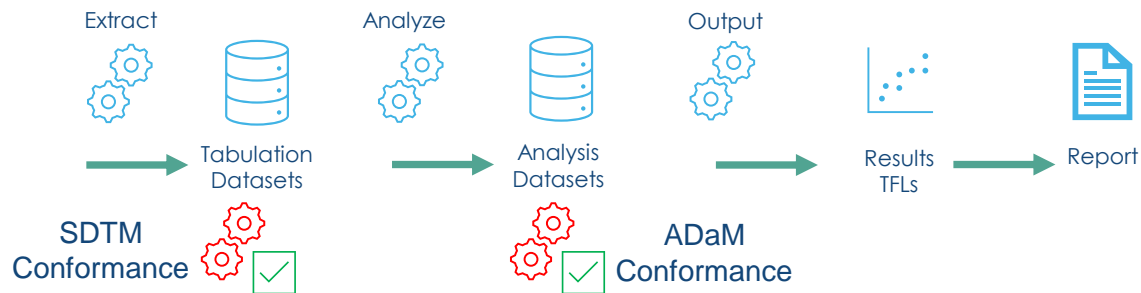 Extract
Analyze
Output
Tabulation
Datasets
Analysis
Datasets
Results
TFLs
Report
SDTM
Conformance
ADaM
Conformance